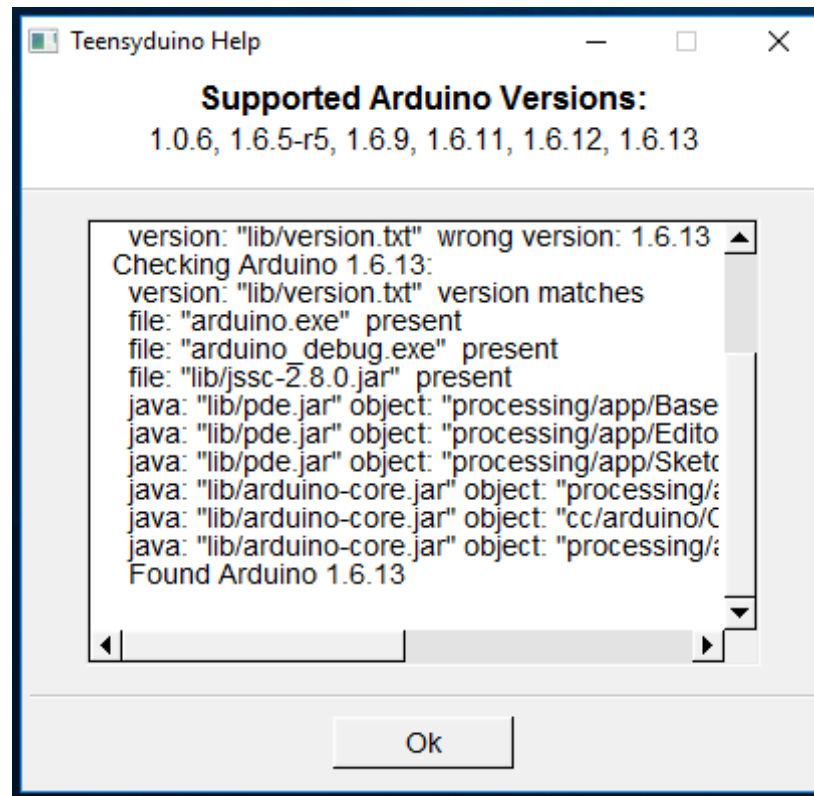 Teensyduino Help
Supported Arduino Versions:
1.0.6, 1.6.5-r5, 1.6.9, 1.6.11, 1.6.12, 1.6.13
version: "lib/version.txt" wrong version: 1.6.13
Checking Arduino 1.6.13:
version: "lib/version.txt" version matches
file: "arduino.exe" present
file: "arduino_debug.exe" present
file: "lib/jssc-2.8.0.jar" present
java: "lib/pde.jar" object: "processing/app/Base
java: "lib/pde.jar" object: "processing/app/Edito
java: "lib/pde.jar" object: "processing/app/Sketc
java: "lib/arduino-core.jar" object: "processing/a
java: "lib/arduino-core.jar" object: "cc/arduino/C
java: "lib/arduino-core.jar" object: "processing/a
Found Arduino 1.6.13
Ok